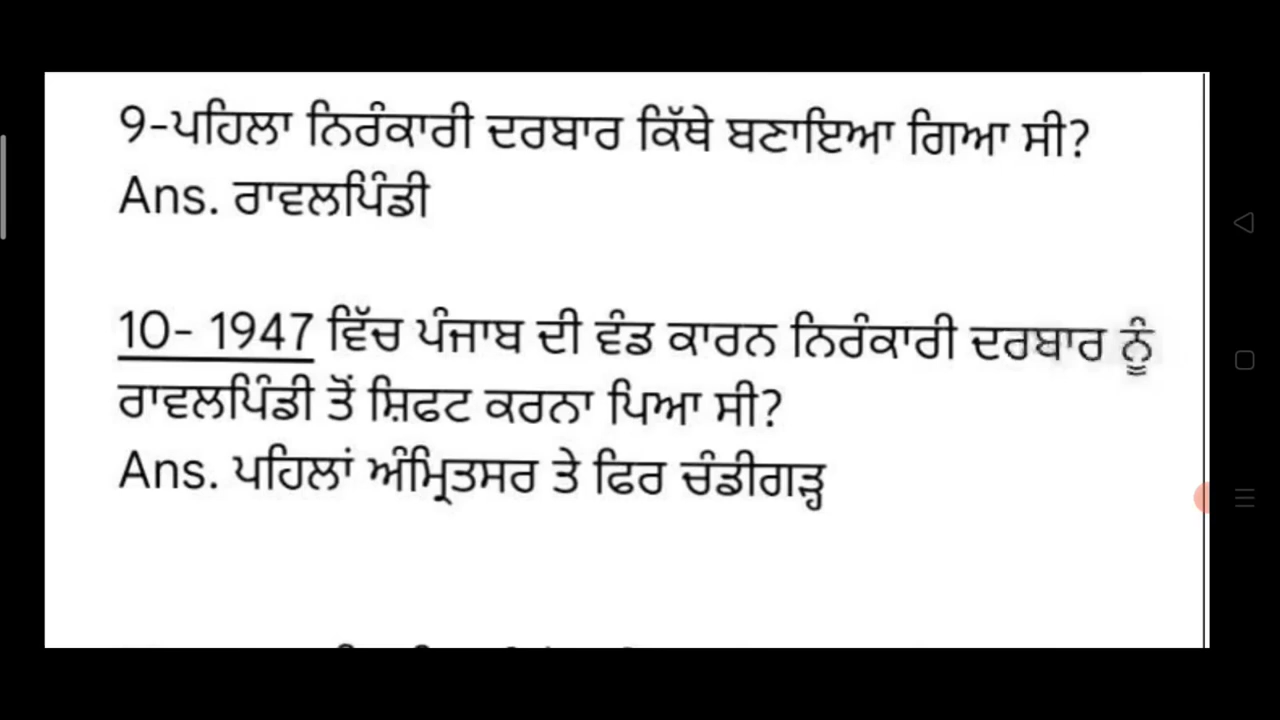 9-ਪਹਿਲਾ ਨਿਰੰਕਾਰੀ ਦਰਬਾਰ ਕਿੱਥੇ ਬਣਾਇਆ ਗਿਆ ਸੀ?
Ans. ਰਾਵਲਪਿੰਡੀ
10- 1947 ਵਿੱਚ ਪੰਜਾਬ ਦੀ ਵੰਡ ਕਾਰਨ ਨਿਰੰਕਾਰੀ ਦਰਬਾਰ ਨੂੰ
ਰਾਵਲਪਿੰਡੀ ਤੋਂ ਸ਼ਿਫਟ ਕਰਨਾ ਪਿਆ ਸੀ?
Ans. ਪਹਿਲਾਂ ਅੰਮ੍ਰਿਤਸਰ ਤੇ ਫਿਰ ਚੰਡੀਗੜ੍ਹ